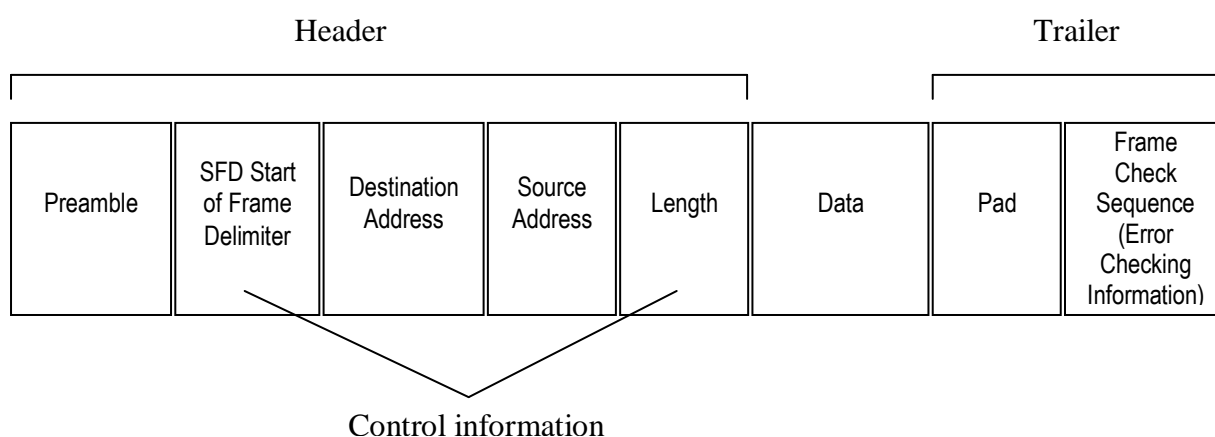 Header
Trailer
Preamble
SFD Start
of Frame
Delimiter
Destination
Address
Source
Address
Length
Data
Pad
Frame
Check
Sequence
(Error
Checking
Information)
Control information